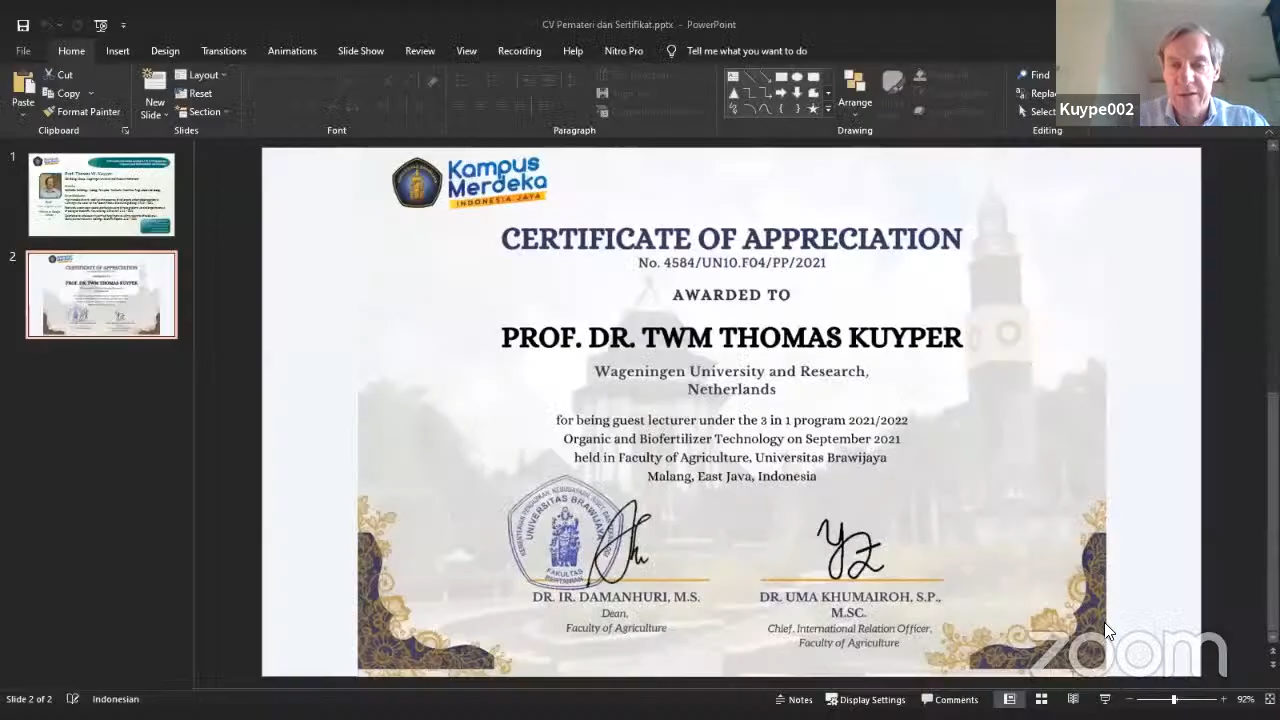 CV Pemateri dan Sertifikat.pptx - PowerPoint
File Home Insert Design Transitions Animations Slide Show Review View Recording Help Nitro Pro Tell me what you want to do
Cut
Copy
Format Painter
Paste
Clipboard
New
Slide
Layout
Reset
Section
Slides
Font
Paragraph
Arrange
Drawing
Find
Select
Editing
Kuype002
1
2
Kampus
Merdeka
INDONESIA JAYA
CERTIFICATE OF APPRECIATION
No. 4584/UN10.F04/PP/2021
AWARDED TO
PROF. DR. TWM THOMAS KUYPER
Wageningen University and Research,
Netherlands
for being guest lecturer under the 3 in 1 program 2021/2022
Organic and Biofertilizer Technology on September 2021
held in Faculty of Agriculture, Universitas Brawijaya
Malang, East Java, Indonesia
UNIVERSITAS BRAWIJAYA
FAKULTAS
PERTANIAN
DR. IR. DAMANHURI, M.S.
Dean,
Faculty of Agriculture
DR. UMA KHUMAIROH, S.P.,
M.SC.
Chief, International Relation Officer,
Faculty of Agriculture
zoom
Slide 2 of 2 Indonesian Notes Display Settings Comments 92%